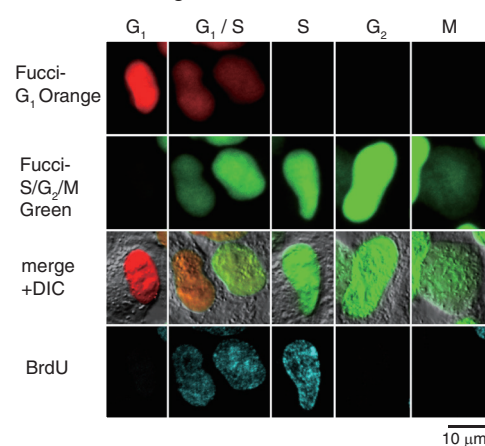 G₁ G₁ / S S G₂ M
Fucci-
G₁ Orange
Fucci-
S/G₂/M
Green
merge
+DIC
BrdU
10 μm